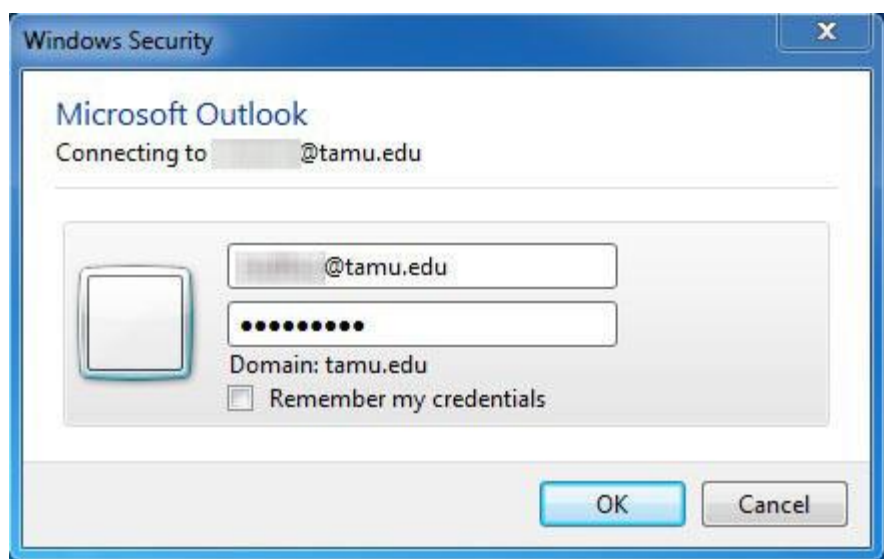 Windows Security
Microsoft Outlook
Connecting to @tamu.edu
@tamu.edu
●●●●●●●●●
Domain: tamu.edu
Remember my credentials
OK
Cancel